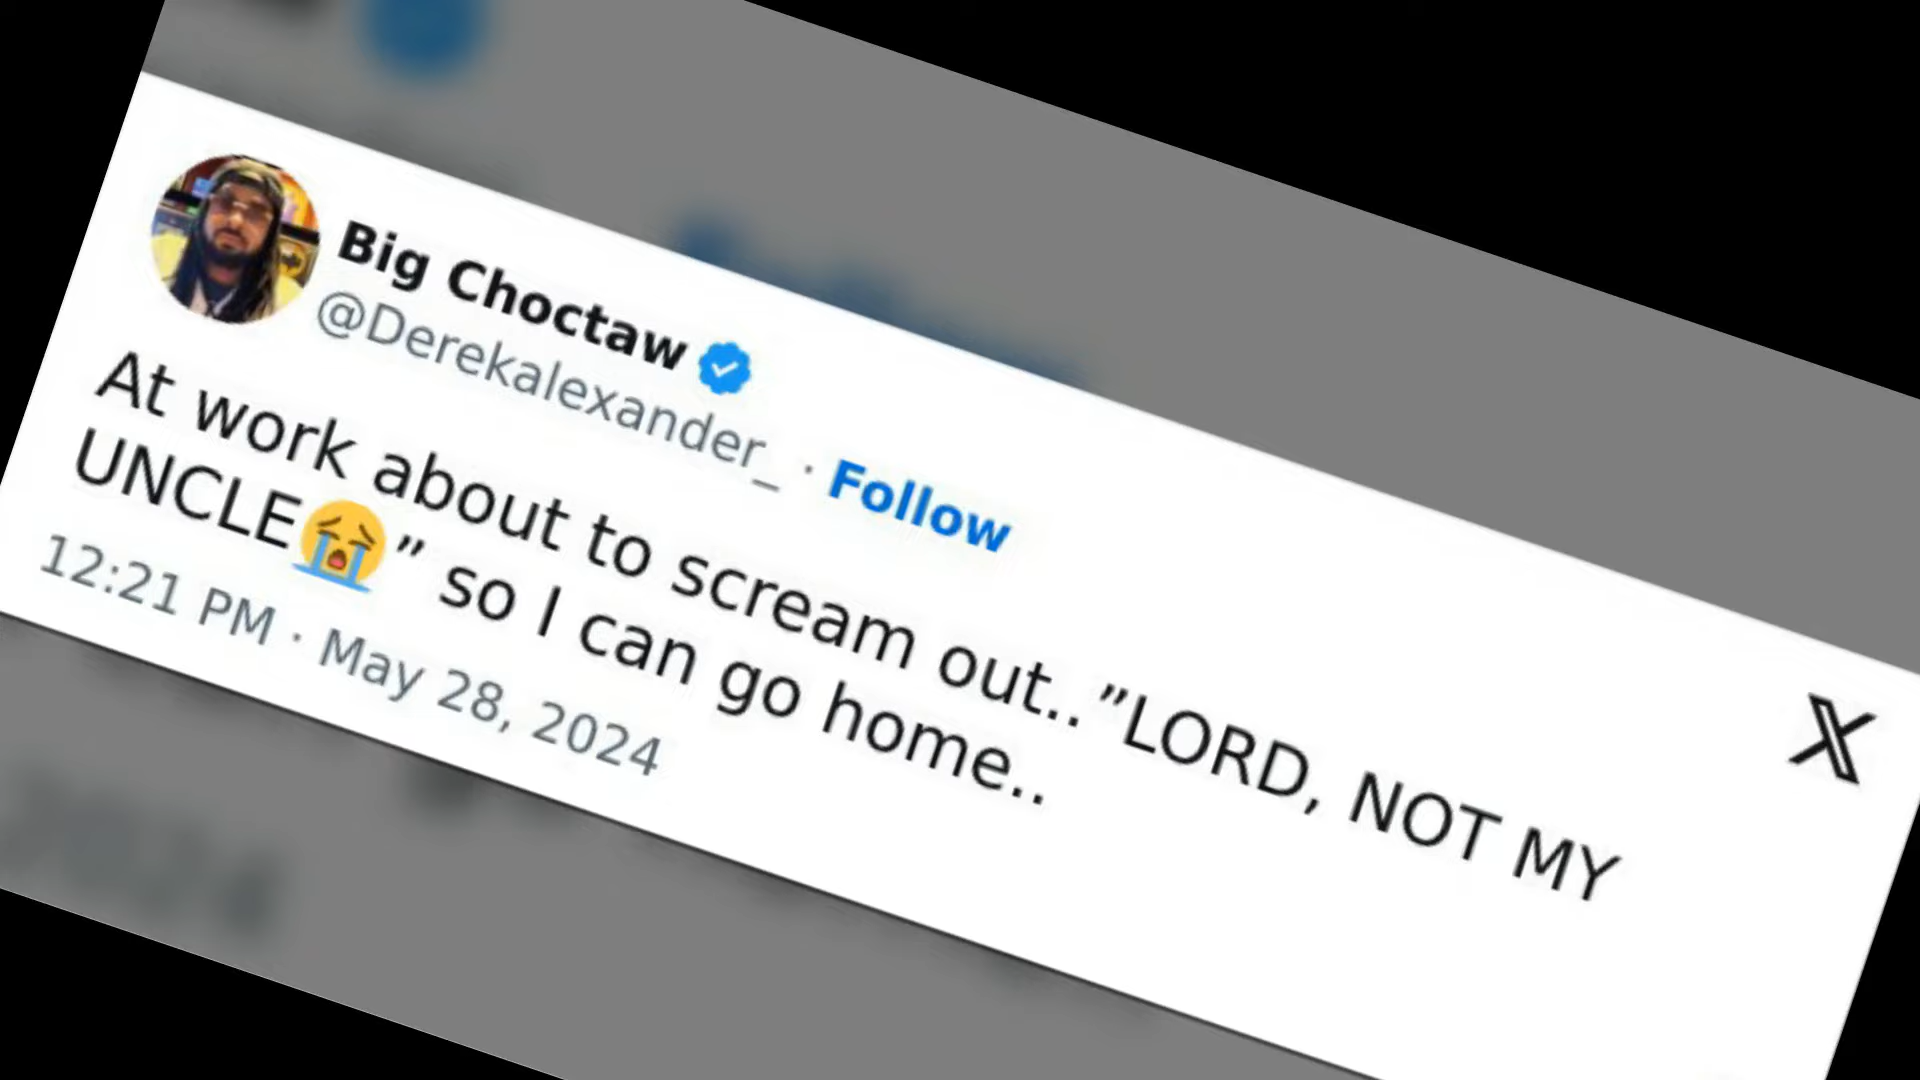 Big Choctaw
@Derekalexander_ · Follow
At work about to scream out..”LORD, NOT MY
UNCLE😭” so I can go home..
12:21 PM · May 28, 2024
2024